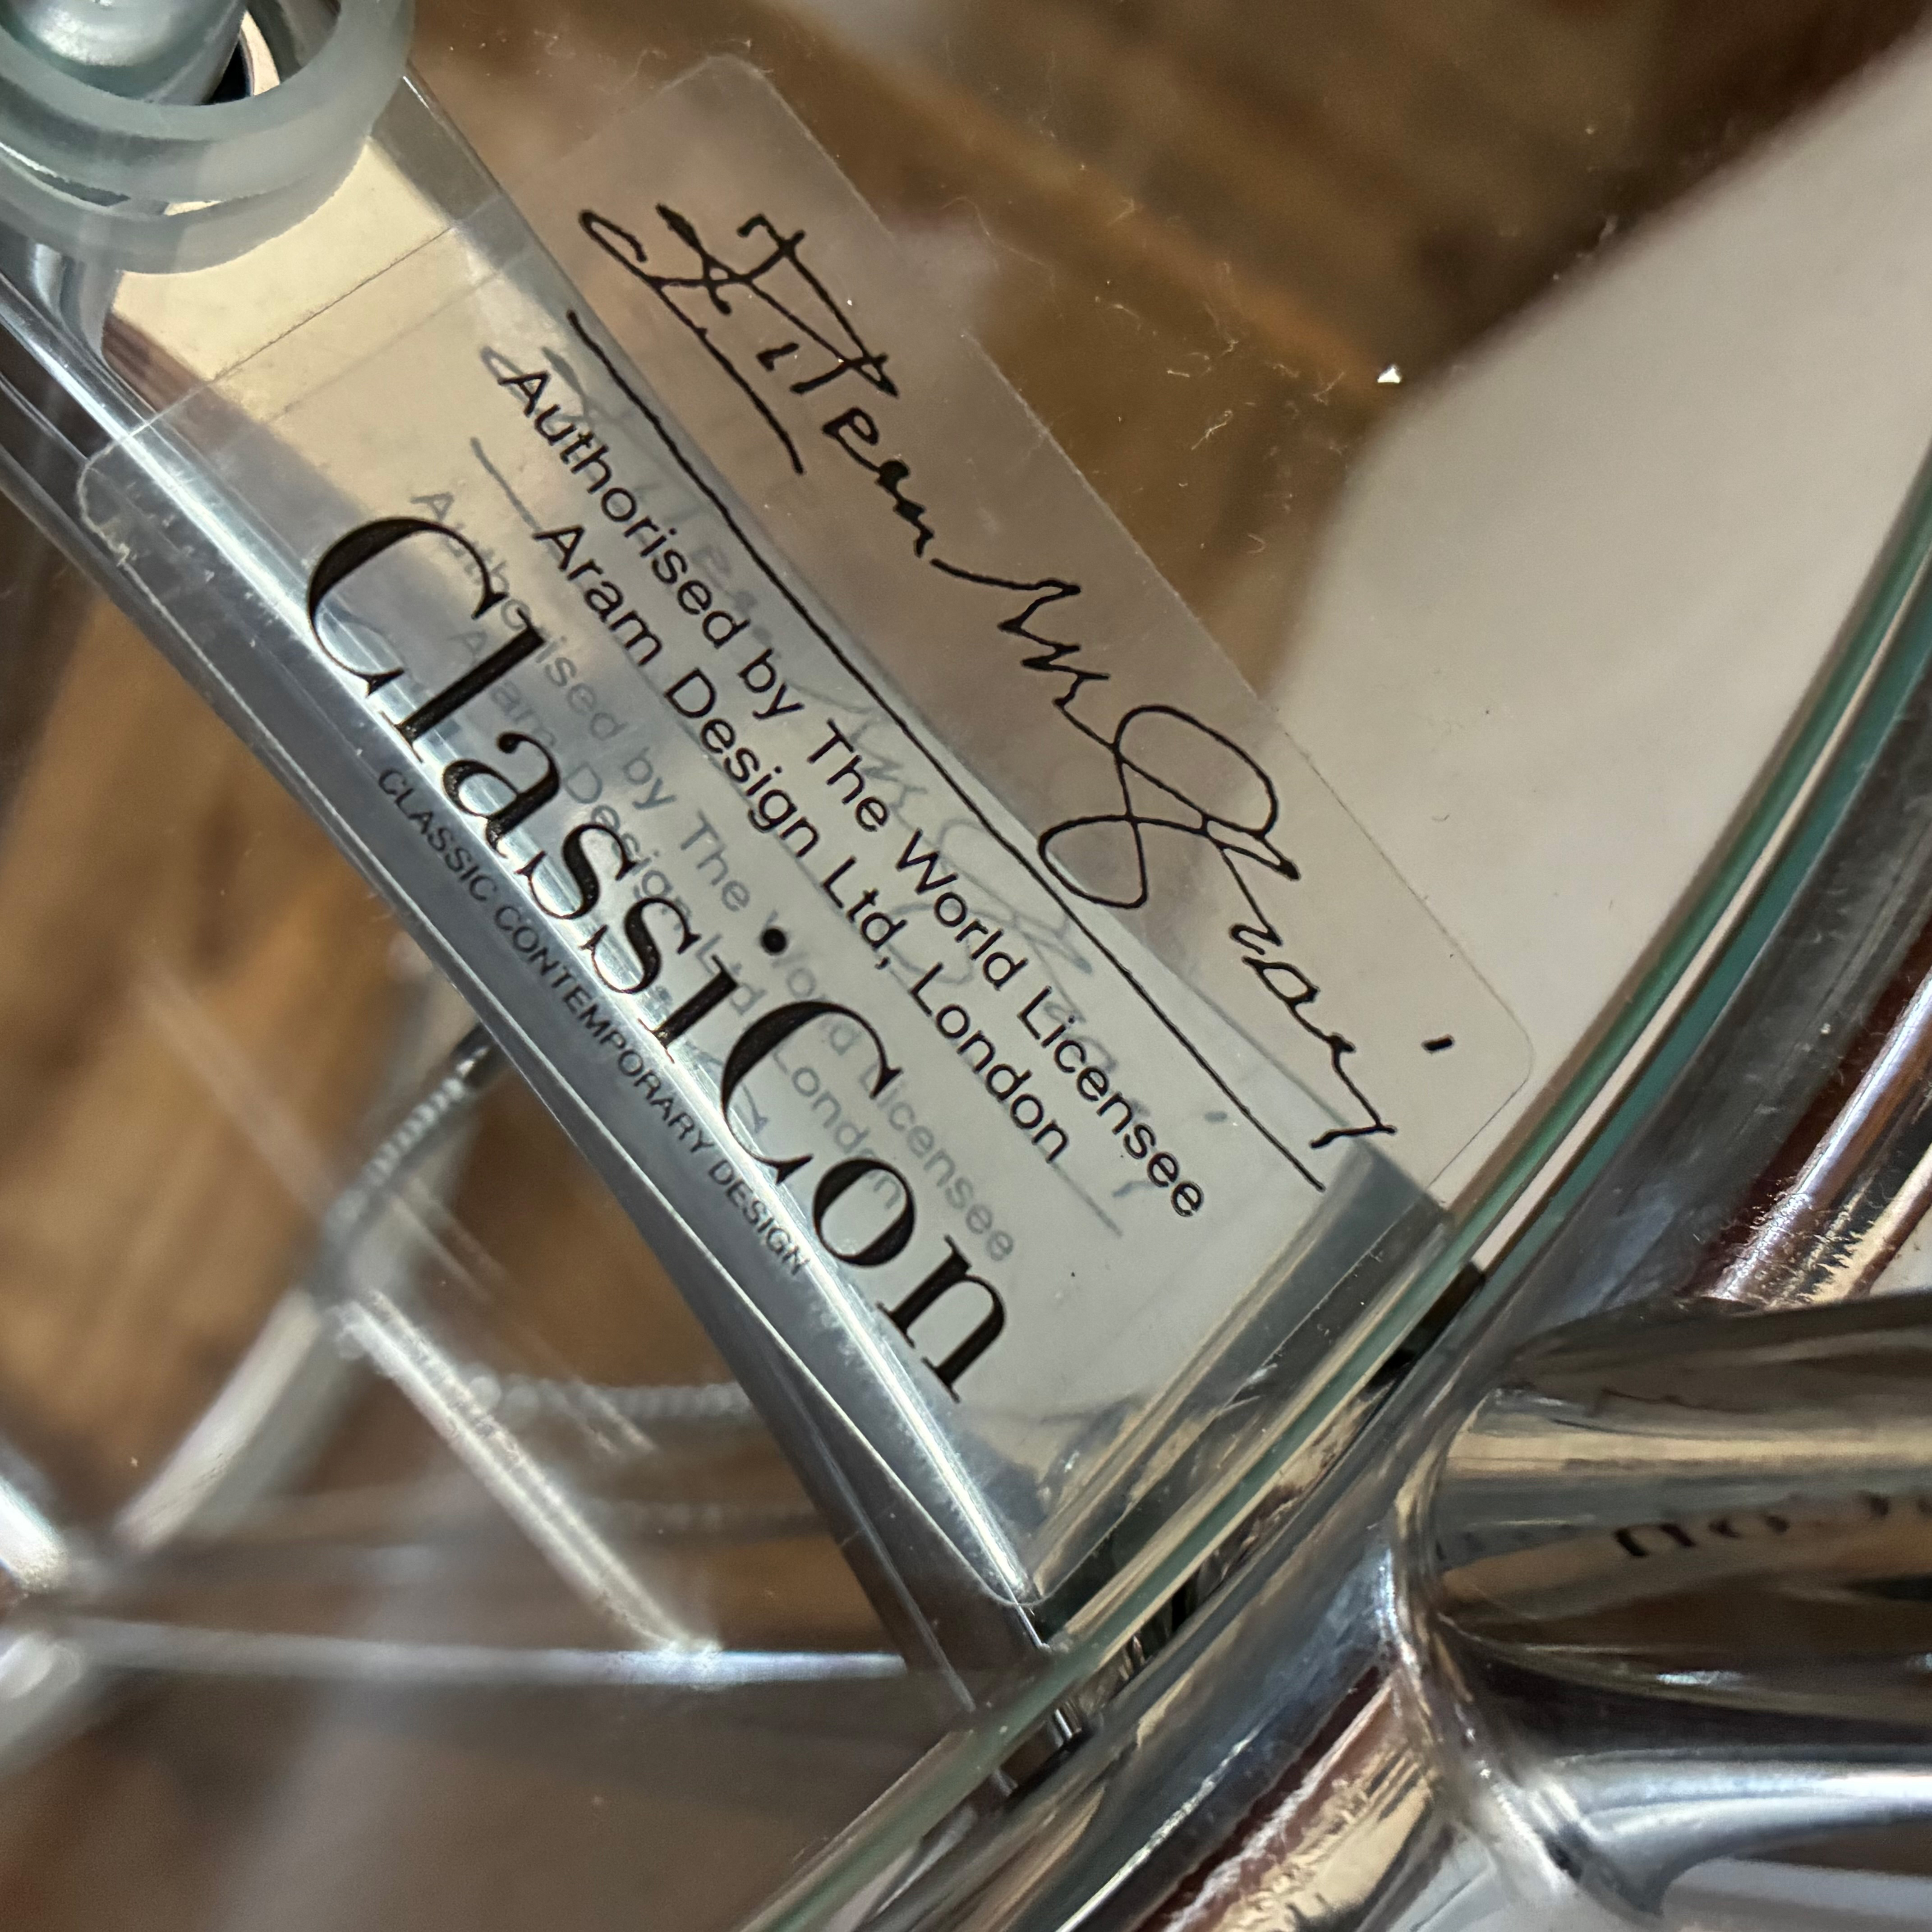 Eileen Gray
Authorised by The World Licensee
Aram Design Ltd, London
ClassiCon
CLASSIC CONTEMPORARY DESIGN